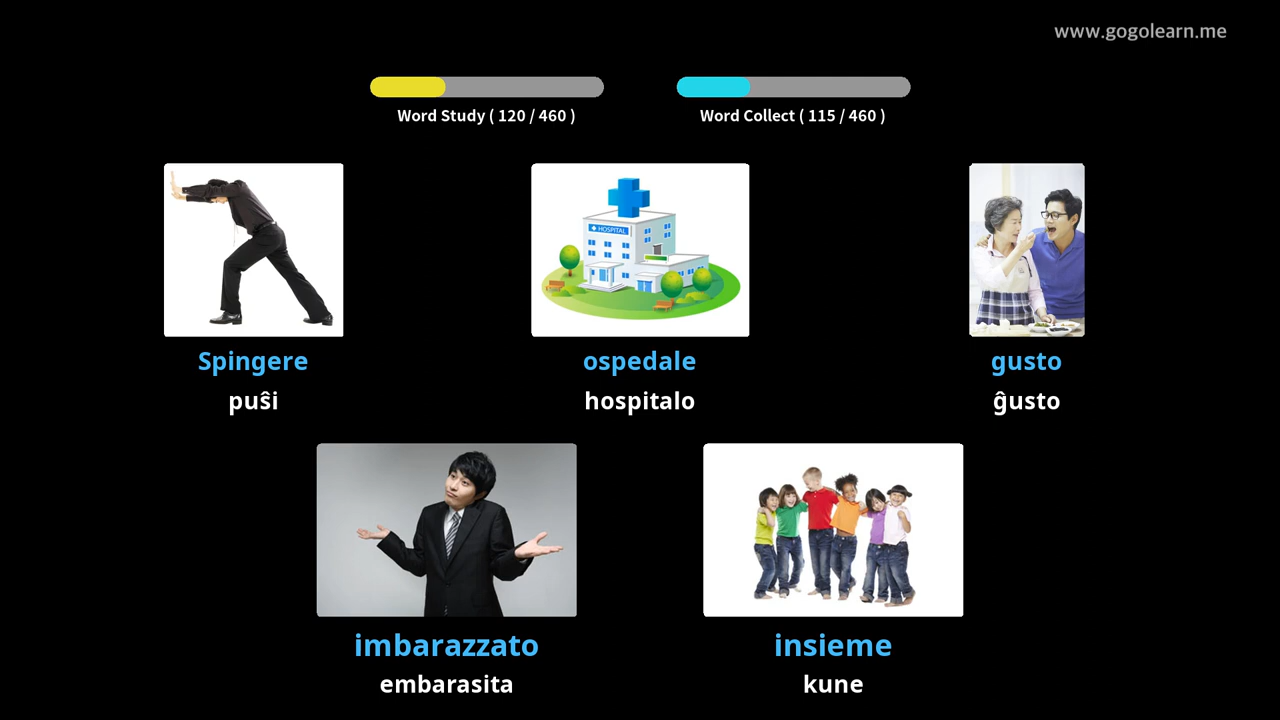 www.gogolearn.me
Word Study ( 120 / 460 )
Word Collect ( 115 / 460 )
HOSPITAL
Spingere
ospedale
gusto
puŝi
hospitalo
ĝusto
imbarazzato
insieme
embarasita
kune